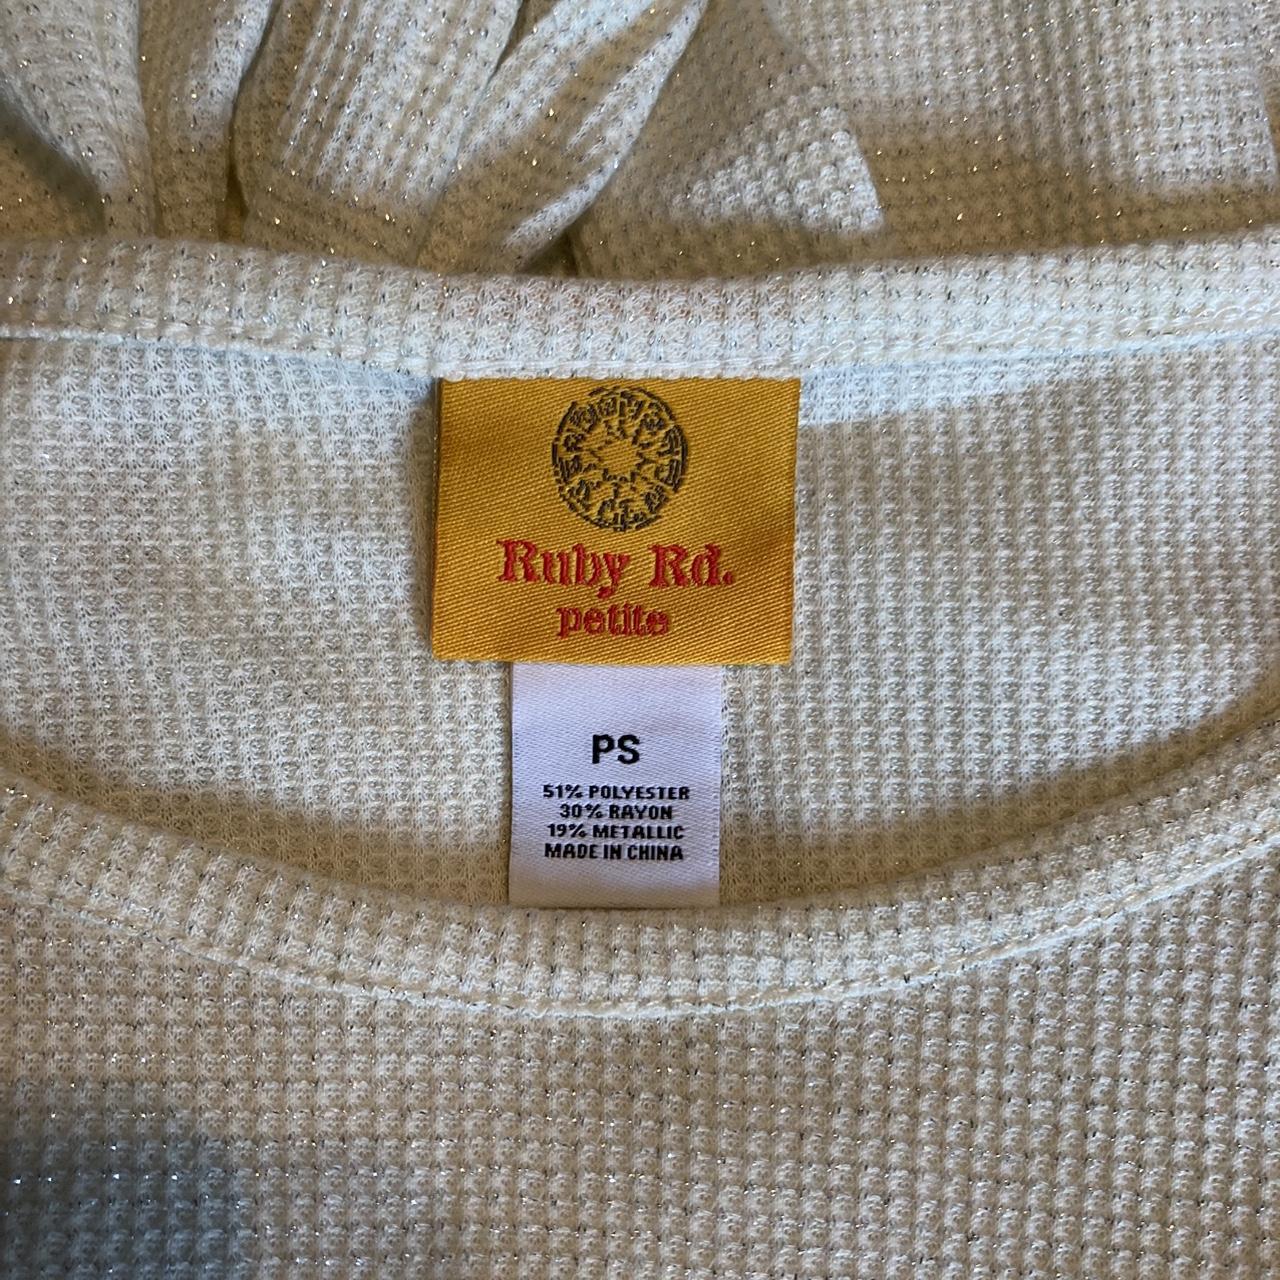 Ruby Rd.
petite
PS
51% POLYESTER
30% RAYON
19% METALLIC
MADE IN CHINA